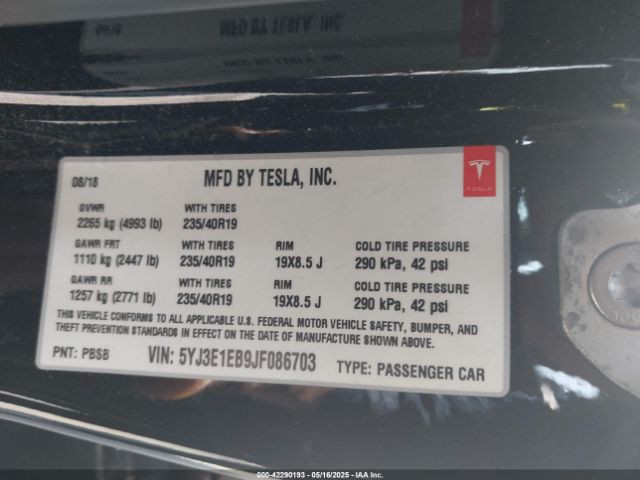 08/18 MFD BY TESLA, INC.
TESLA
GVWR WITH TIRES
2265 kg (4993 lb) 235/40R19
GAWR FRT WITH TIRES RIM COLD TIRE PRESSURE
1110 kg (2447 lb) 235/40R19 19X8.5 J 290 kPa, 42 psi
GAWR RR WITH TIRES RIM COLD TIRE PRESSURE
1257 kg (2771 lb) 235/40R19 19X8.5 J 290 kPa, 42 psi
THIS VEHICLE CONFORMS TO ALL APPLICABLE U.S. FEDERAL MOTOR VEHICLE SAFETY, BUMPER, AND
THEFT PREVENTION STANDARDS IN EFFECT ON THE DATE OF MANUFACTURE SHOWN ABOVE.
PNT: PBSB VIN: 5YJ3E1EB9JF086703 TYPE: PASSENGER CAR
000-42290193 - 05/16/2025 - IAA Inc.